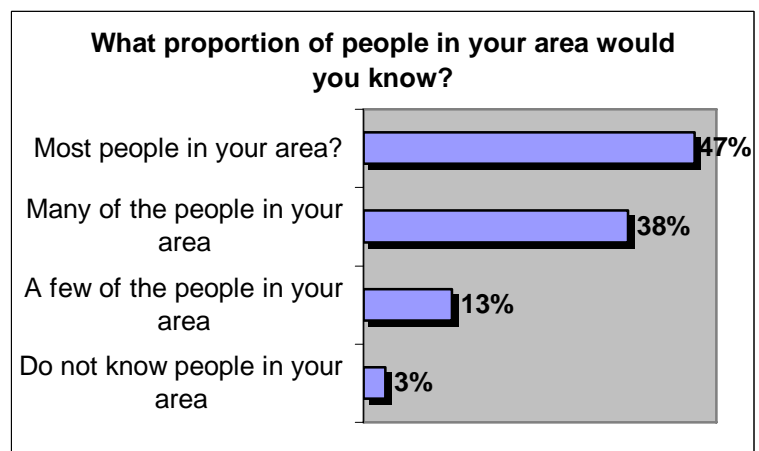 What proportion of people in your area would
you know?
Most people in your area?
47%
Many of the people in your
area
38%
A few of the people in your
area
13%
Do not know people in your
area
3%